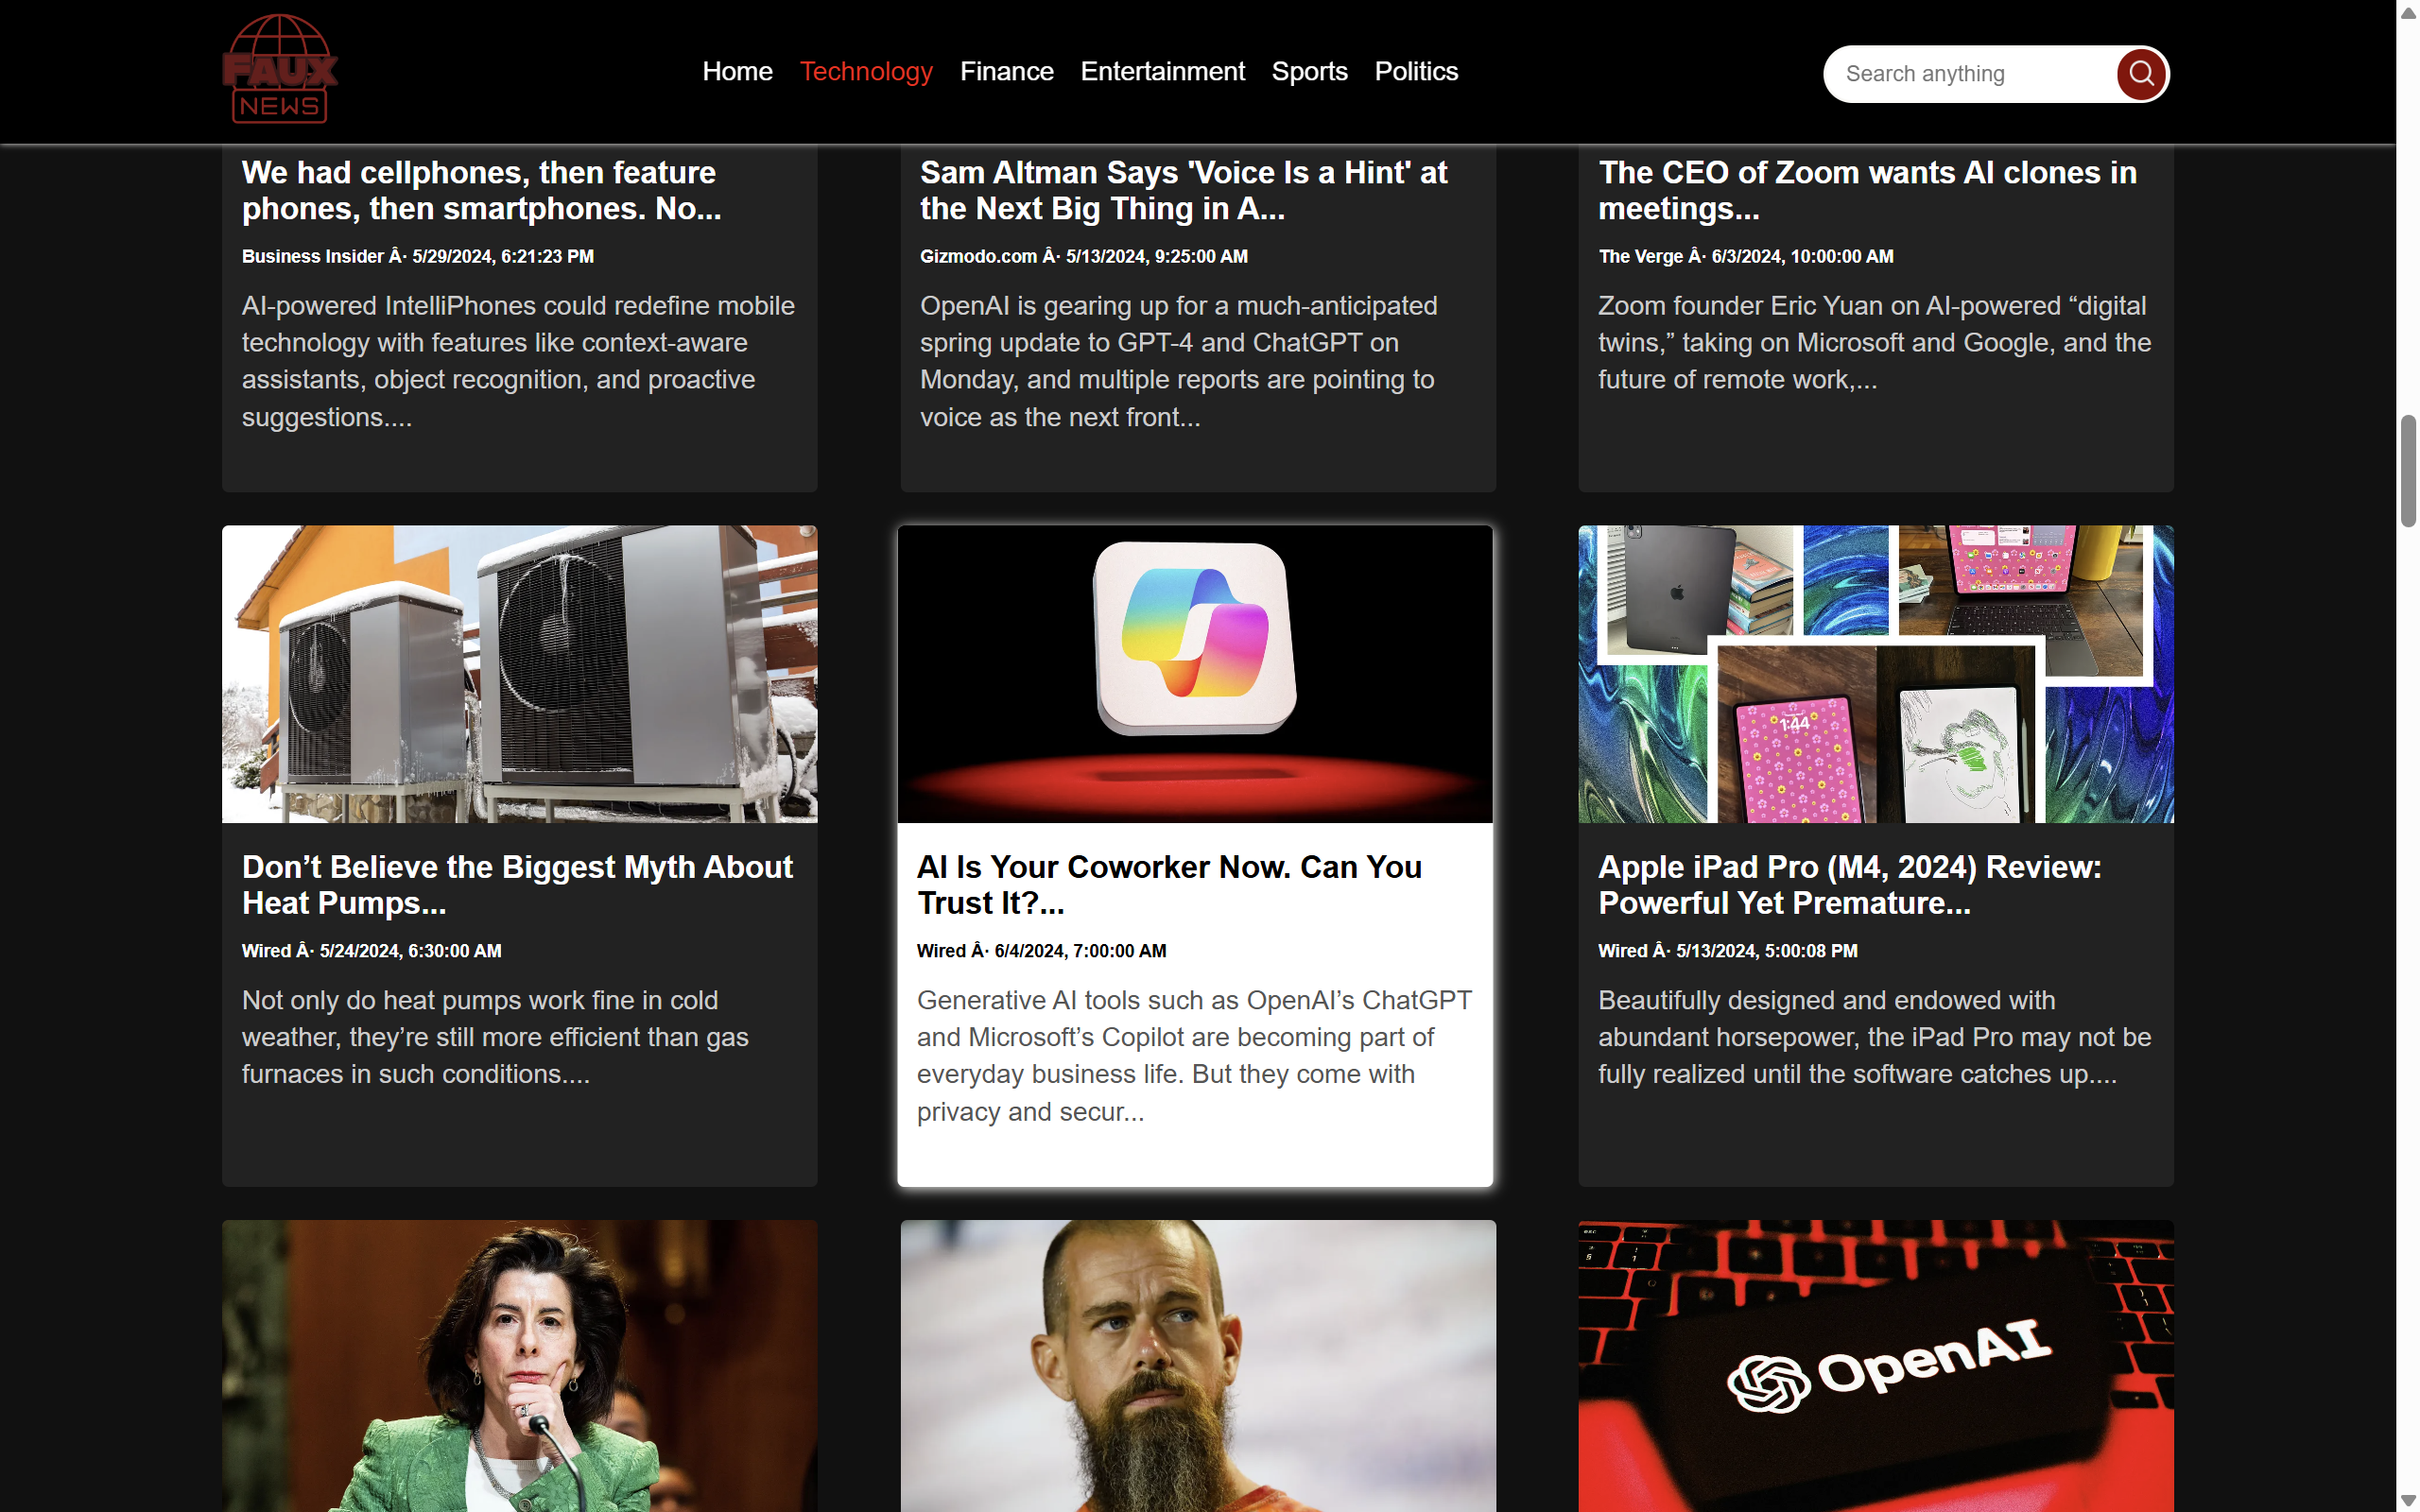 FAUX
NEWS
Home Technology Finance Entertainment Sports Politics
Search anything
We had cellphones, then feature
phones, then smartphones. No...
Business Insider Â· 5/29/2024, 6:21:23 PM
AI-powered IntelliPhones could redefine mobile
technology with features like context-aware
assistants, object recognition, and proactive
suggestions....
Sam Altman Says 'Voice Is a Hint' at
the Next Big Thing in A...
Gizmodo.com Â· 5/13/2024, 9:25:00 AM
OpenAI is gearing up for a much-anticipated
spring update to GPT-4 and ChatGPT on
Monday, and multiple reports are pointing to
voice as the next front...
The CEO of Zoom wants AI clones in
meetings...
The Verge Â· 6/3/2024, 10:00:00 AM
Zoom founder Eric Yuan on AI-powered “digital
twins,” taking on Microsoft and Google, and the
future of remote work,...
Don’t Believe the Biggest Myth About
Heat Pumps...
Wired Â· 5/24/2024, 6:30:00 AM
Not only do heat pumps work fine in cold
weather, they’re still more efficient than gas
furnaces in such conditions....
AI Is Your Coworker Now. Can You
Trust It?...
Wired Â· 6/4/2024, 7:00:00 AM
Generative AI tools such as OpenAI’s ChatGPT
and Microsoft’s Copilot are becoming part of
everyday business life. But they come with
privacy and secur...
1:44
Apple iPad Pro (M4, 2024) Review:
Powerful Yet Premature...
Wired Â· 5/13/2024, 5:00:08 PM
Beautifully designed and endowed with
abundant horsepower, the iPad Pro may not be
fully realized until the software catches up....
OpenAI